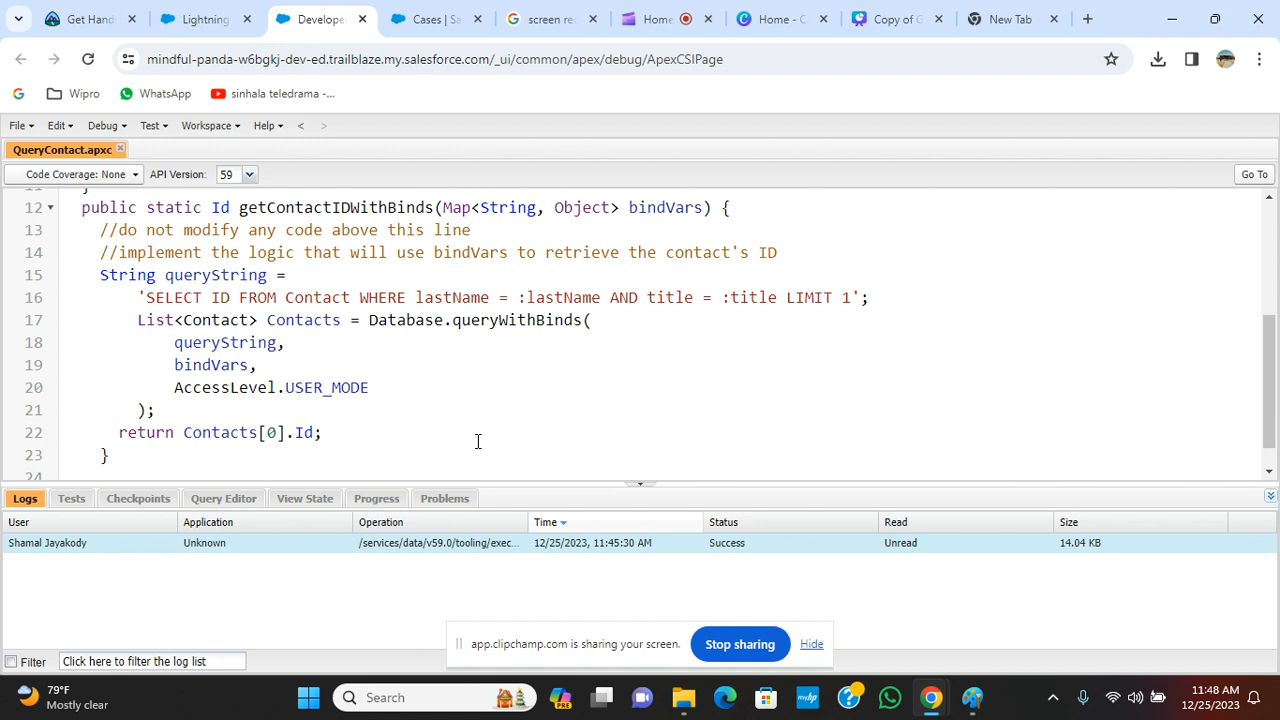 Get Hand
Lightning
Develope
Cases | Sa
screen rec
Home
Home - C
Copy of G
New Tab
mindful-panda-w6bgkj-dev-ed.trailblaze.my.salesforce.com/_ui/common/apex/debug/ApexCSIPage
Wipro
WhatsApp
sinhala teledrama -...
File
Edit
Debug
Test
Workspace
Help
<
>
QueryContact.apxc
Code Coverage: None
API Version:
59
Go To
12 public static Id getContactIDWithBinds(Map<String, Object> bindVars) {
13 //do not modify any code above this line
14 //implement the logic that will use bindVars to retrieve the contact's ID
15 String queryString =
16 'SELECT ID FROM Contact WHERE lastName = :lastName AND title = :title LIMIT 1';
17 List<Contact> Contacts = Database.queryWithBinds(
18 queryString,
19 bindVars,
20 AccessLevel.USER_MODE
21 );
22 return Contacts[0].Id;
23 }
24
Logs
Tests
Checkpoints
Query Editor
View State
Progress
Problems
User
Application
Operation
Time
Status
Read
Size
Shamal Jayakody
Unknown
/services/data/v59.0/tooling/exec...
12/25/2023, 11:45:30 AM
Success
Unread
14.04 KB
app.clipchamp.com is sharing your screen.
Stop sharing
Hide
Filter
Click here to filter the log list
79°F
Mostly clear
Search
PRE
11:48 AM
12/25/2023